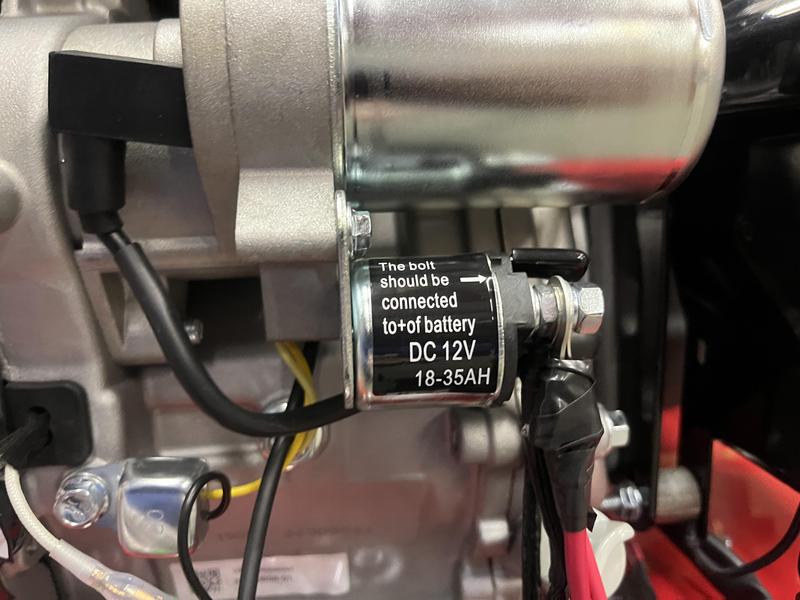 The bolt
should be →
connected
to+of battery
DC 12V
18-35AH